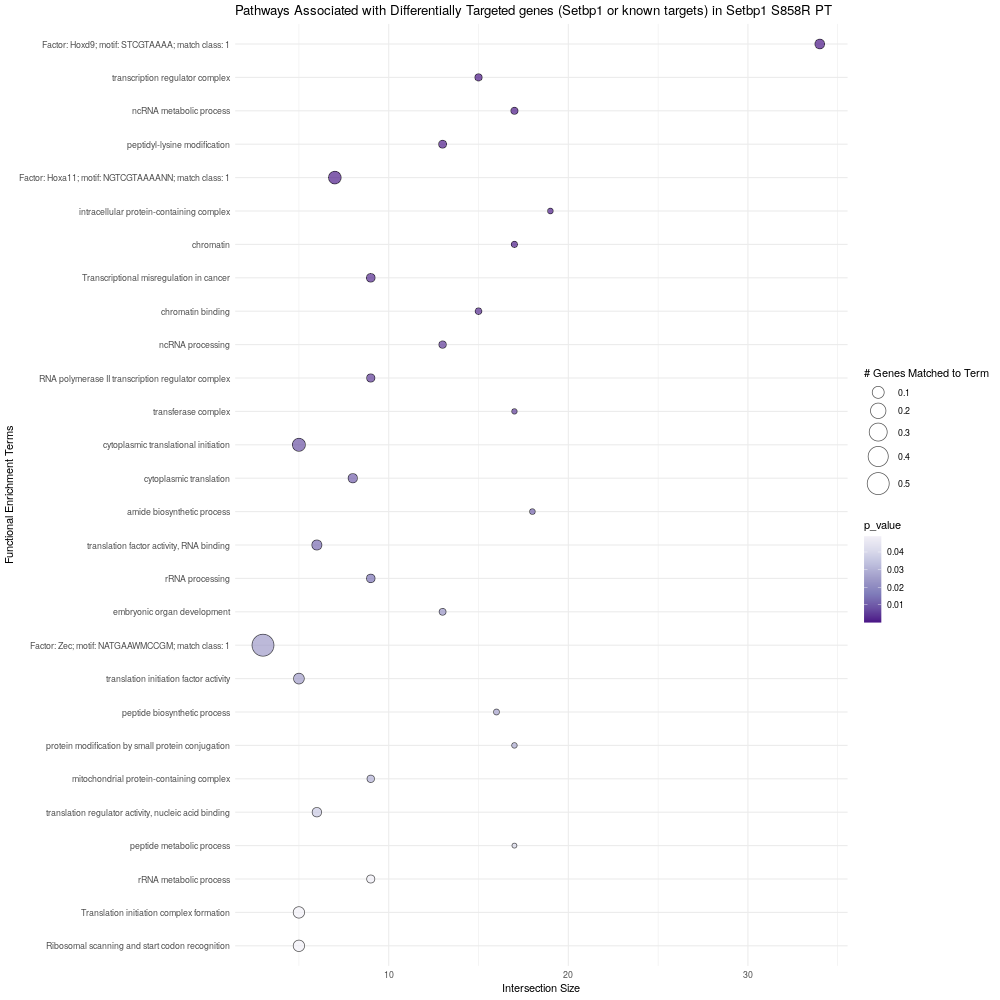 Pathways Associated with Differentially Targeted genes (Setbp1 or known targets) in Setbp1 S858R PT
Functional Enrichment Terms
Factor: Hoxd9; motif: STCGTAAAA; match class: 1
transcription regulator complex
ncRNA metabolic process
peptidyl-lysine modification
Factor: Hoxa11; motif: NGTCGTAAAANN; match class: 1
intracellular protein-containing complex
chromatin
Transcriptional misregulation in cancer
chromatin binding
ncRNA processing
RNA polymerase II transcription regulator complex
transferase complex
cytoplasmic translational initiation
cytoplasmic translation
amide biosynthetic process
translation factor activity, RNA binding
rRNA processing
embryonic organ development
Factor: Zec; motif: NATGAAWMCCGM; match class: 1
translation initiation factor activity
peptide biosynthetic process
protein modification by small protein conjugation
mitochondrial protein-containing complex
translation regulator activity, nucleic acid binding
peptide metabolic process
rRNA metabolic process
Translation initiation complex formation
Ribosomal scanning and start codon recognition
10 20 30
Intersection Size
# Genes Matched to Term
0.1
0.2
0.3
0.4
0.5
p_value
0.04
0.03
0.02
0.01